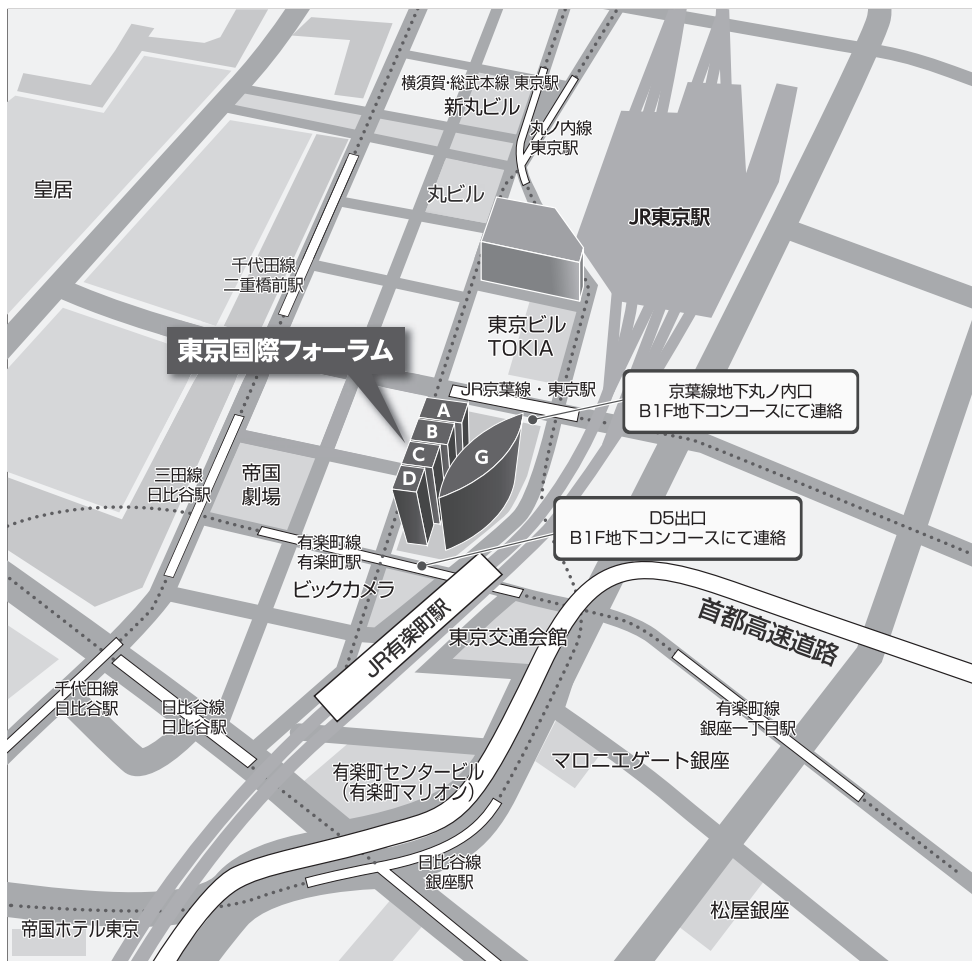 横須賀・総武本線 東京駅
新丸ビル
丸ノ内線
東京駅
皇居
丸ビル
JR東京駅
千代田線
二重橋前駅
東京ビル
TOKIA
東京国際フォーラム
JR京葉線・東京駅
京葉線地下丸ノ内口
B1F地下コンコースにて連絡
A
B
C
D
G
三田線
日比谷駅
帝国
劇場
D5出口
B1F地下コンコースにて連絡
有楽町線
有楽町駅
ビックカメラ
JR有楽町駅
東京交通会館
首都高速道路
千代田線
日比谷駅
日比谷線
日比谷駅
有楽町線
銀座一丁目駅
マロニエゲート銀座
有楽町センタービル
（有楽町マリオン）
日比谷線
銀座駅
松屋銀座
帝国ホテル東京